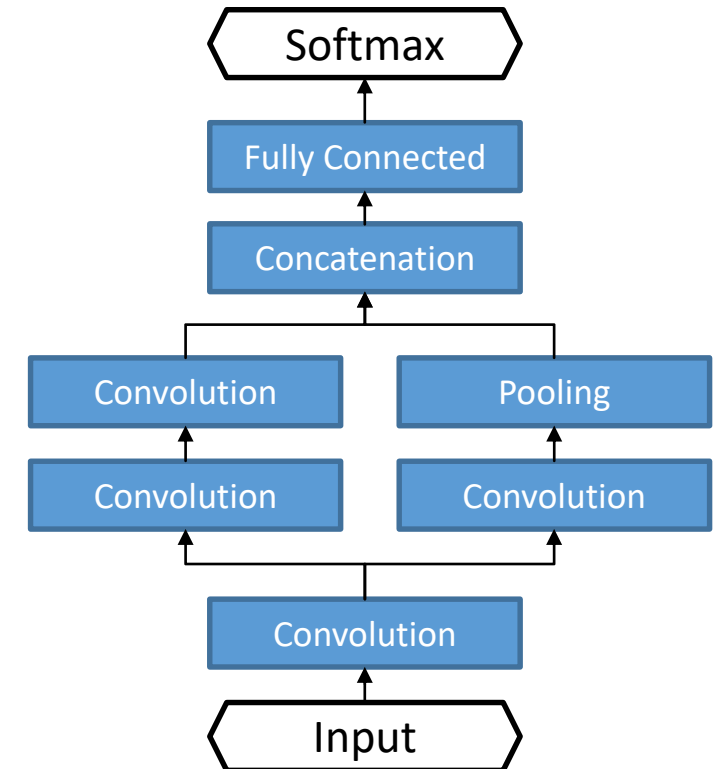 Softmax
Fully Connected
Concatenation
Convolution
Pooling
Convolution
Convolution
Convolution
Input